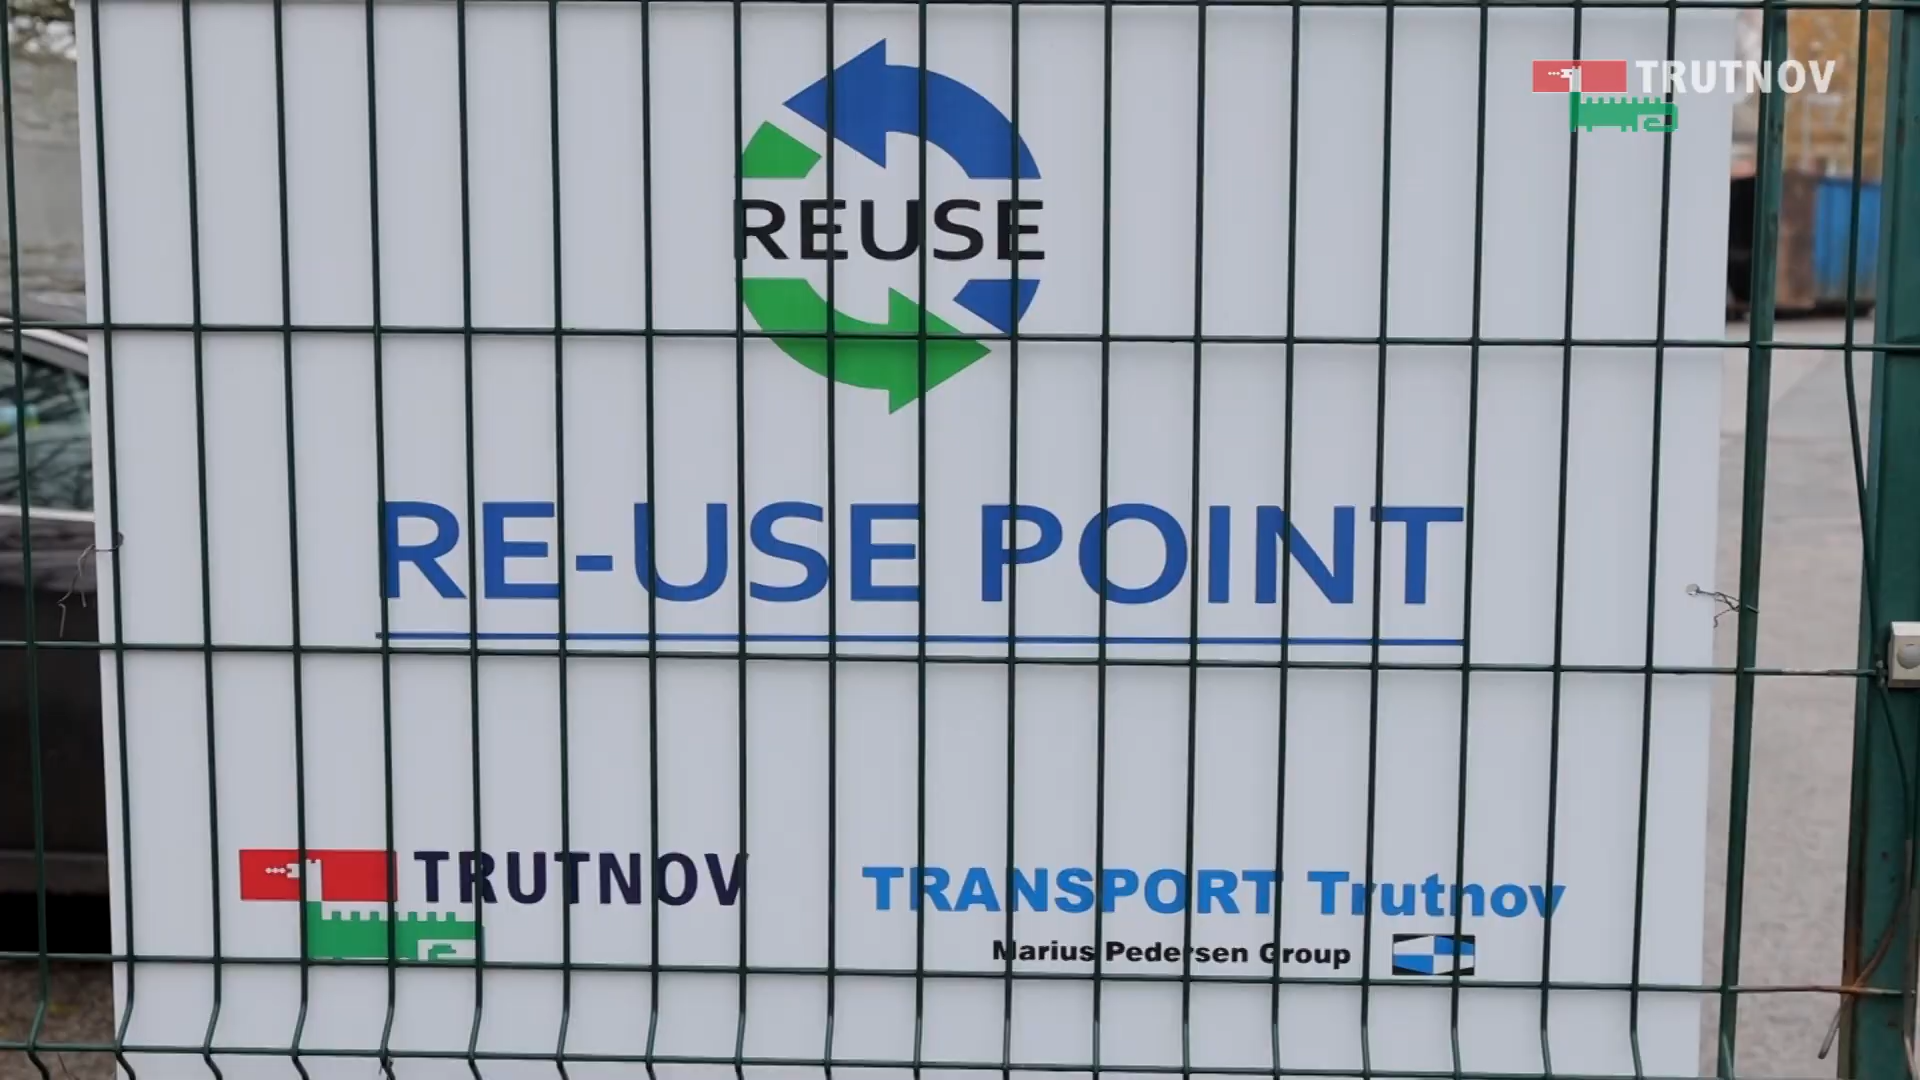 TRUTNOV
REUSE
RE-USE POINT
TRUTNOV
TRANSPORT Trutnov
Marius Pedersen Group